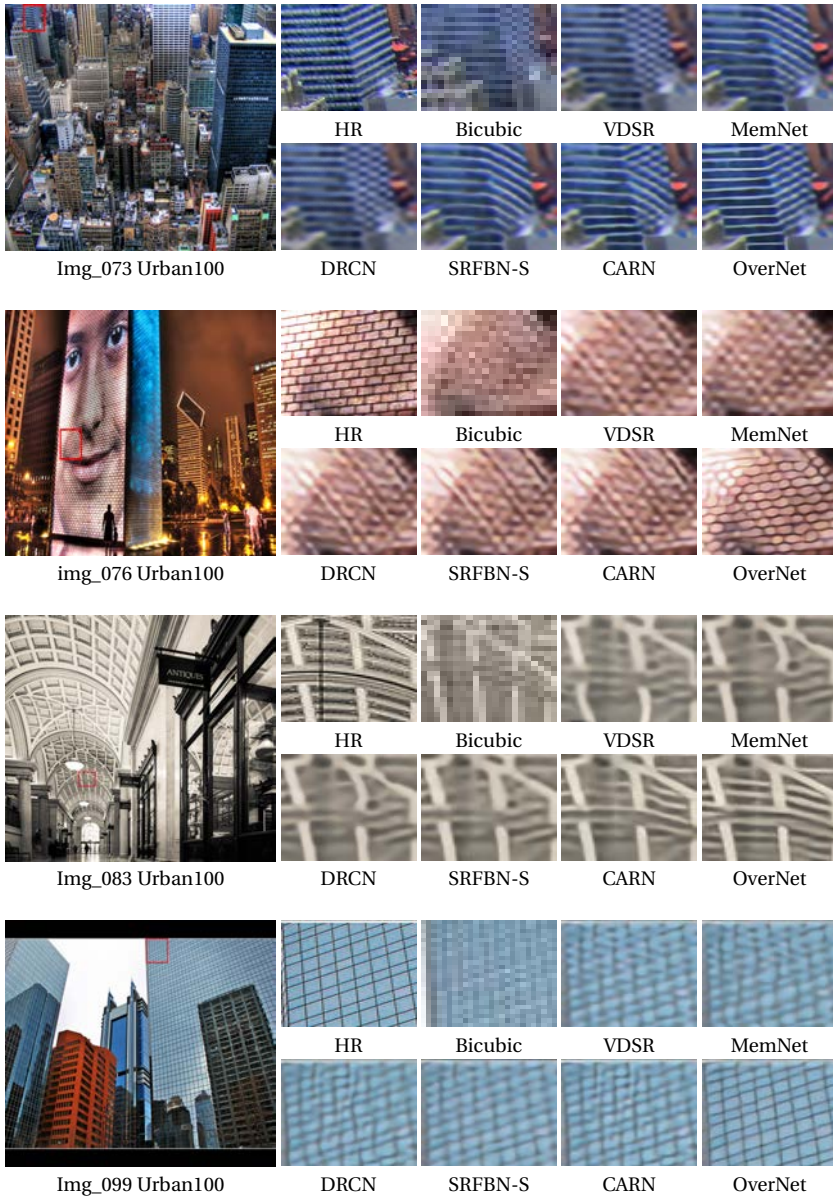 HR Bicubic VDSR MemNet
DRCN SRFBN-S CARN OverNet
Img_073 Urban100
HR Bicubic VDSR MemNet
DRCN SRFBN-S CARN OverNet
img_076 Urban100
ANTIQUES
HR Bicubic VDSR MemNet
DRCN SRFBN-S CARN OverNet
Img_083 Urban100
HR Bicubic VDSR MemNet
DRCN SRFBN-S CARN OverNet
Img_099 Urban100